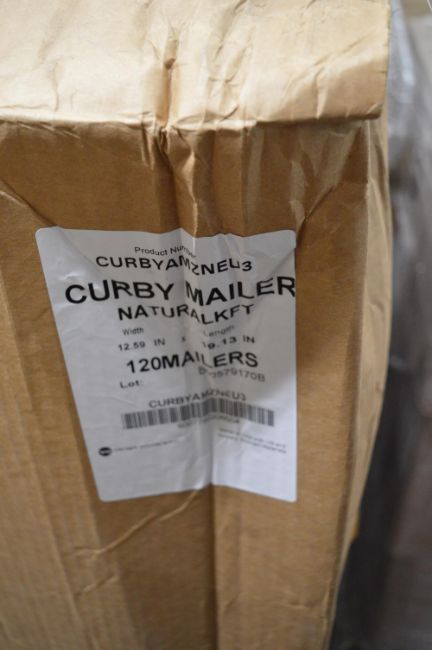 Product Number
CURBYAMZNEU3
CURBY MAILER
NATURALKFT
Width x Length
12.59 IN 19.13 IN
120MAILERS
Lot:
CURBYAMZNEU3